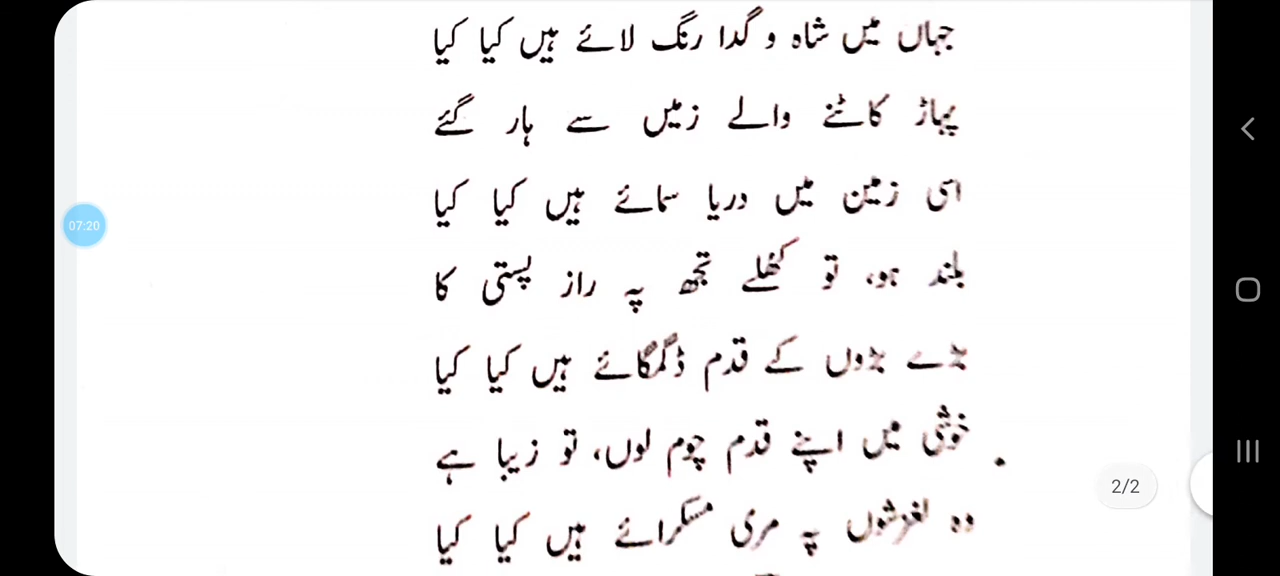 جہاں میں شاہ و گدا رنگ لائے ہیں کیا کیا
پہاڑ کاٹنے والے زمیں سے ہار گئے
اسی زمین میں دریا سمائے ہیں کیا کیا
بلند ہو، تو کھلے تجھ پہ راز پستی کا
بڑے بڑوں کے قدم ڈگمگائے ہیں کیا کیا
خوشی میں اپنے قدم چوم لوں، تو زیبا ہے
وہ لغزشوں پہ مری مسکرائے ہیں کیا کیا
07:20
2/2